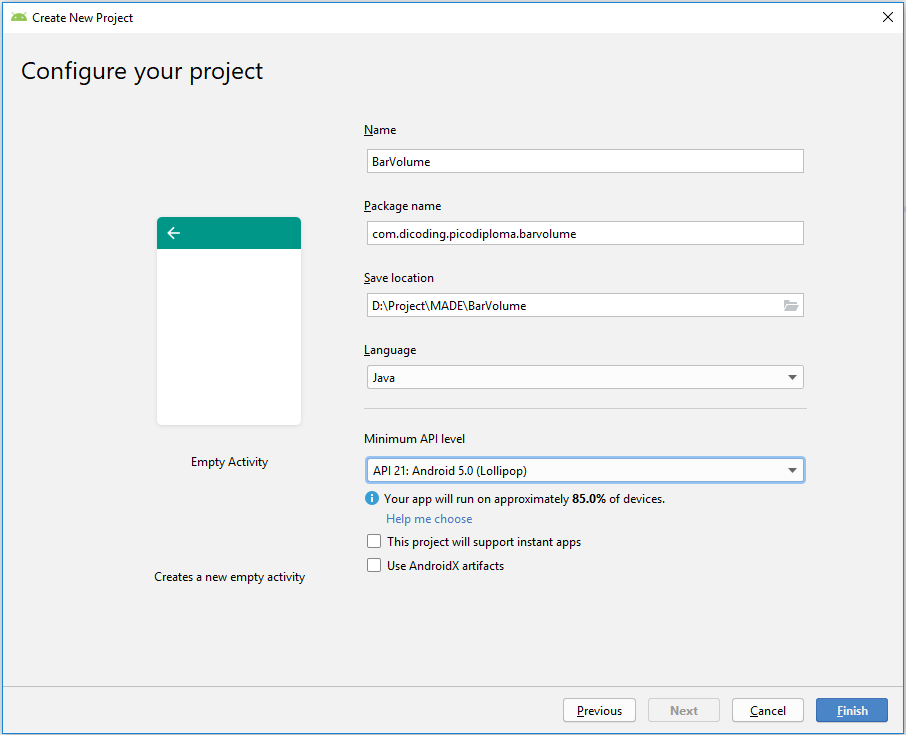 Create New Project
Configure your project
Name
BarVolume
Package name
com.dicoding.picodiploma.barvolume
Save location
D:\Project\MADE\BarVolume
Language
Java
Minimum API level
API 21: Android 5.0 (Lollipop)
Your app will run on approximately 85.0% of devices.
Help me choose
This project will support instant apps
Use AndroidX artifacts
Empty Activity
Creates a new empty activity
Previous
Next
Cancel
Finish